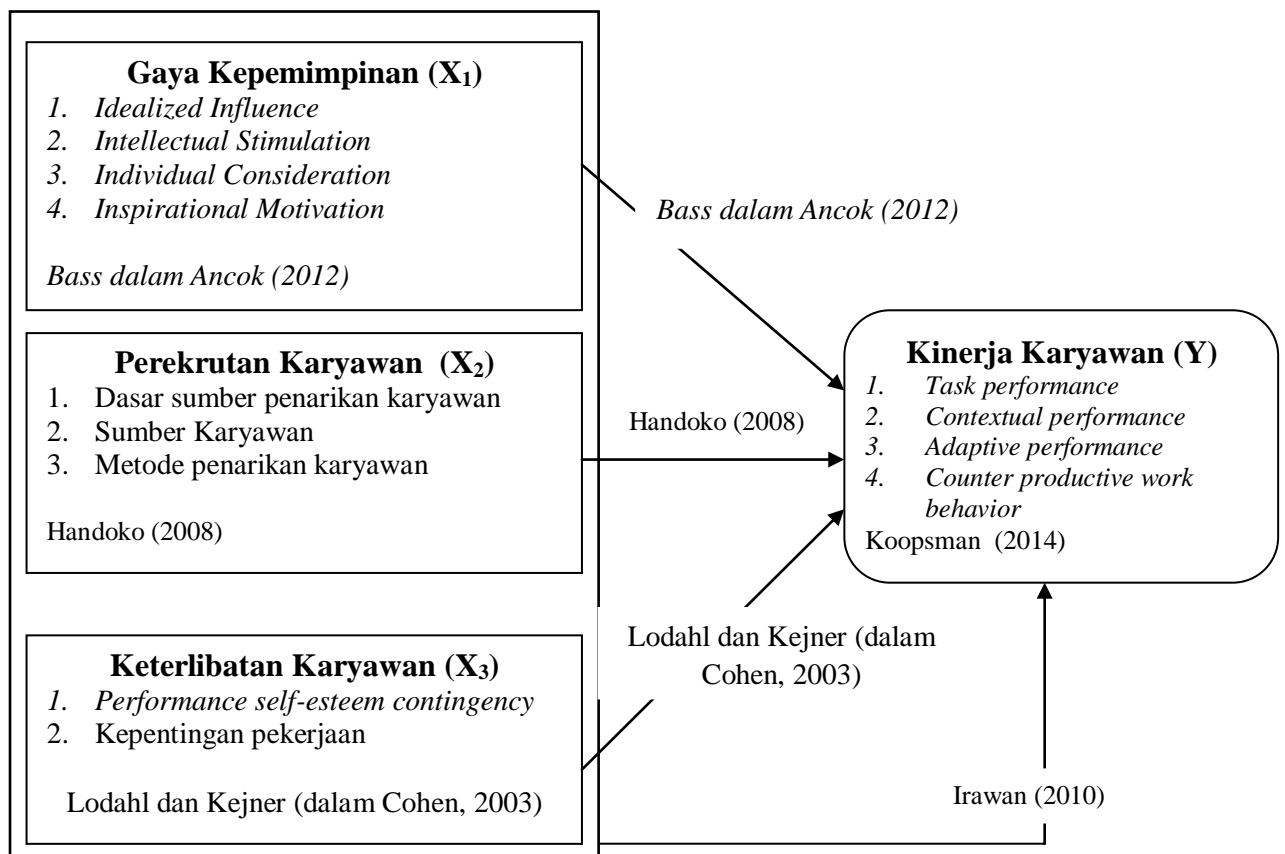 Gaya Kepemimpinan (X₁)
1. Idealized Influence
2. Intellectual Stimulation
3. Individual Consideration
4. Inspirational Motivation
Bass dalam Ancok (2012)
Perekrutan Karyawan (X₂)
1. Dasar sumber penarikan karyawan
2. Sumber Karyawan
3. Metode penarikan karyawan
Handoko (2008)
Keterlibatan Karyawan (X₃)
1. Performance self-esteem contingency
2. Kepentingan pekerjaan
Lodahl dan Kejner (dalam Cohen, 2003)
Bass dalam Ancok (2012)
Handoko (2008)
Lodahl dan Kejner (dalam
Cohen, 2003)
Kinerja Karyawan (Y)
1. Task performance
2. Contextual performance
3. Adaptive performance
4. Counter productive work
behavior
Koopsman (2014)
Irawan (2010)